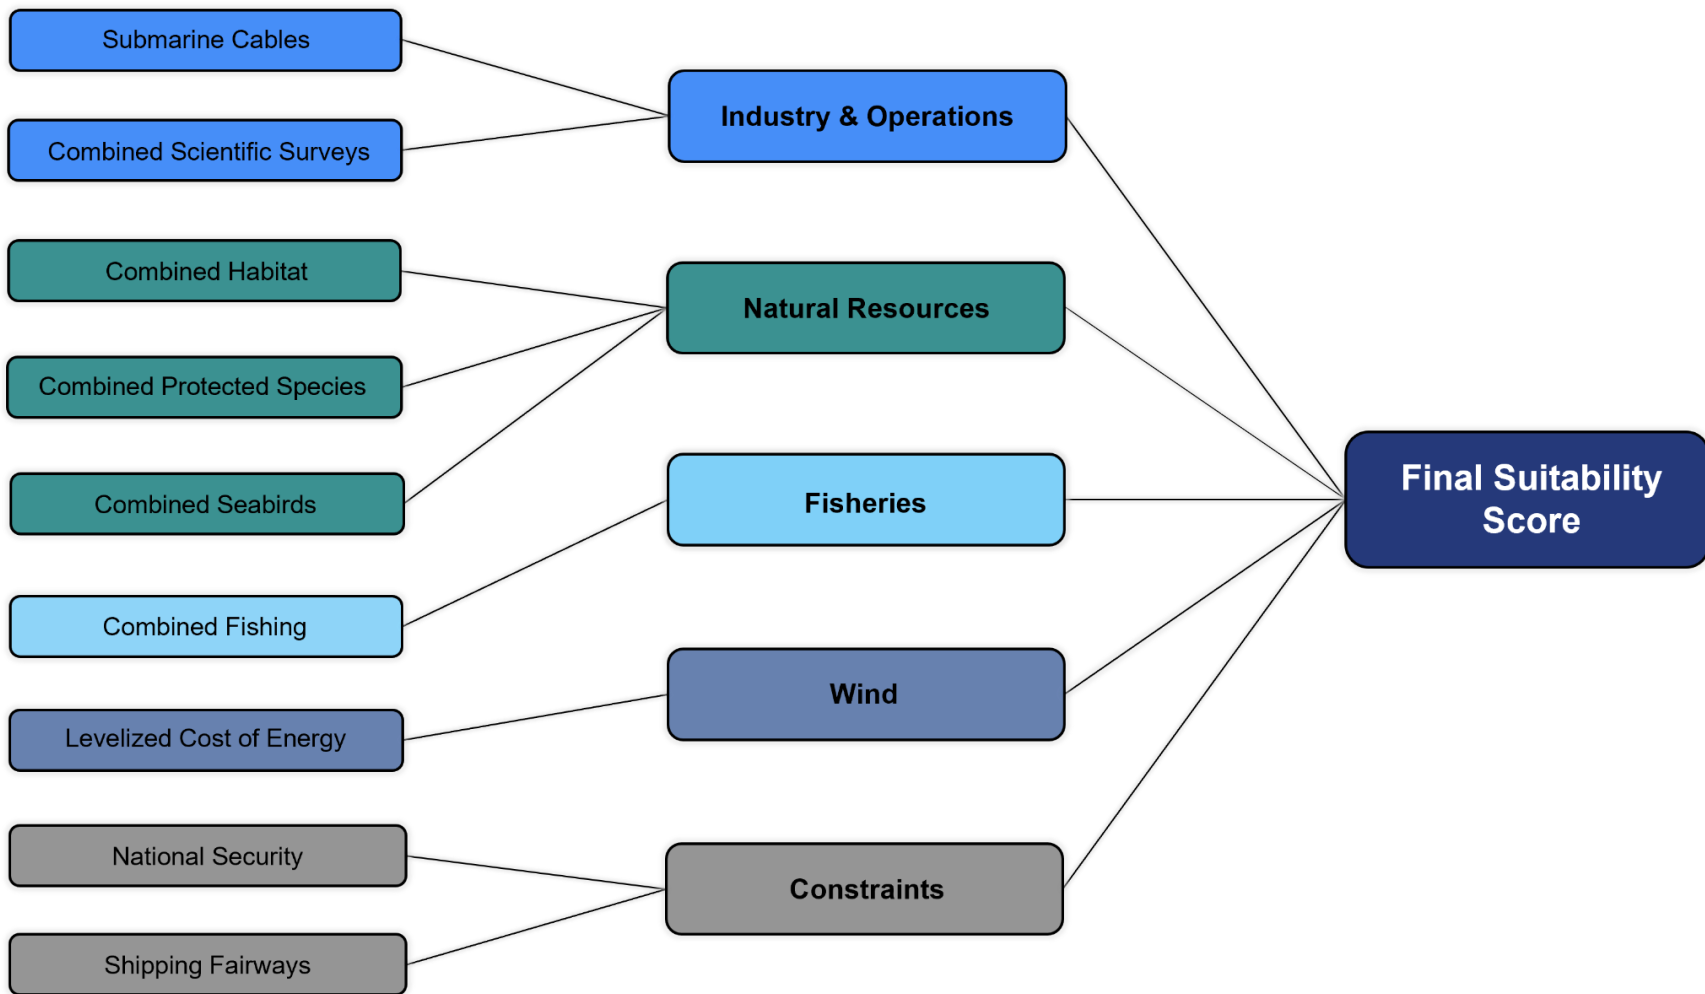 Submarine Cables
Combined Scientific Surveys
Combined Habitat
Combined Protected Species
Combined Seabirds
Combined Fishing
Levelized Cost of Energy
National Security
Shipping Fairways
Industry & Operations
Natural Resources
Fisheries
Wind
Constraints
Final Suitability
Score